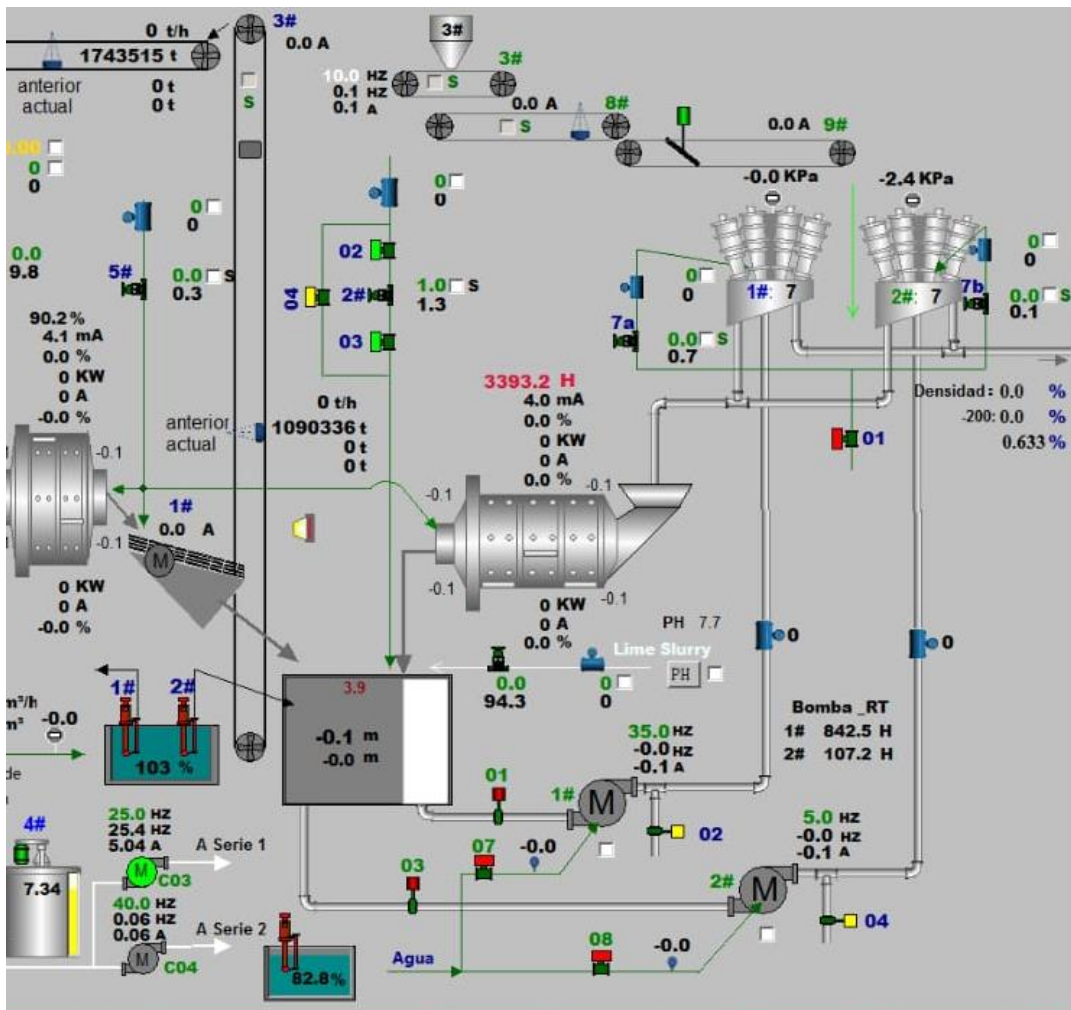 0 t/h
1743515 t
anterior 0 t
actual 0 t
0
0
3#
0.0 A
S
3#
10.0 HZ
0.1 HZ
0.1 A
S
3#
0.0 A
8#
S
0.0 A
9#
-0.0 KPa
-2.4 KPa
0
0
0.0
9.8
5#
0.0 S
0.3
0
0
02
04
2#
1.0 S
1.3
03
0
0
7a
0.0 S
0.7
1#: 7
2#: 7
7b
0
0
0.0 S
0.1
Densidad: 0.0 %
-200: 0.0 %
0.633 %
01
90.2 %
4.1 mA
0.0 %
0 KW
0 A
-0.0 %
-0.1
-0.1
0 KW
0 A
-0.0 %
1#
0.0 A
M
0 t/h
anterior
actual
1090336 t
0 t
0 t
3393.2 H
4.0 mA
0.0 %
0 KW
0 A
0.0 %
-0.1
-0.1
-0.1
-0.1
0 KW
0 A
0.0 %
PH 7.7
Lime Slurry
PH
0.0
94.3
0
0
0
0
m³/h
m³
-0.0
de
1#
2#
103 %
3.9
-0.1 m
-0.0 m
35.0 HZ
-0.0 HZ
-0.1 A
Bomba _RT
1# 842.5 H
2# 107.2 H
01
1#
M
02
07
-0.0
5.0 HZ
-0.0 HZ
-0.1 A
03
2#
M
04
08
-0.0
Agua
4#
7.34
25.0 HZ
25.4 HZ
5.04 A
A Serie 1
M
C03
40.0 HZ
0.06 HZ
0.06 A
A Serie 2
M
C04
82.8%